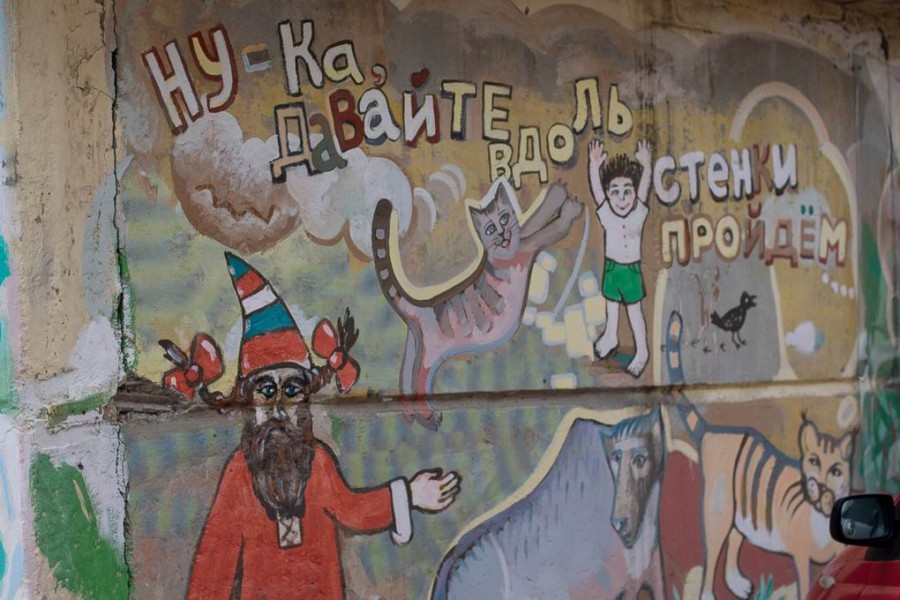 Ну-ка,
давайте
вдоль
стенки
пройдём